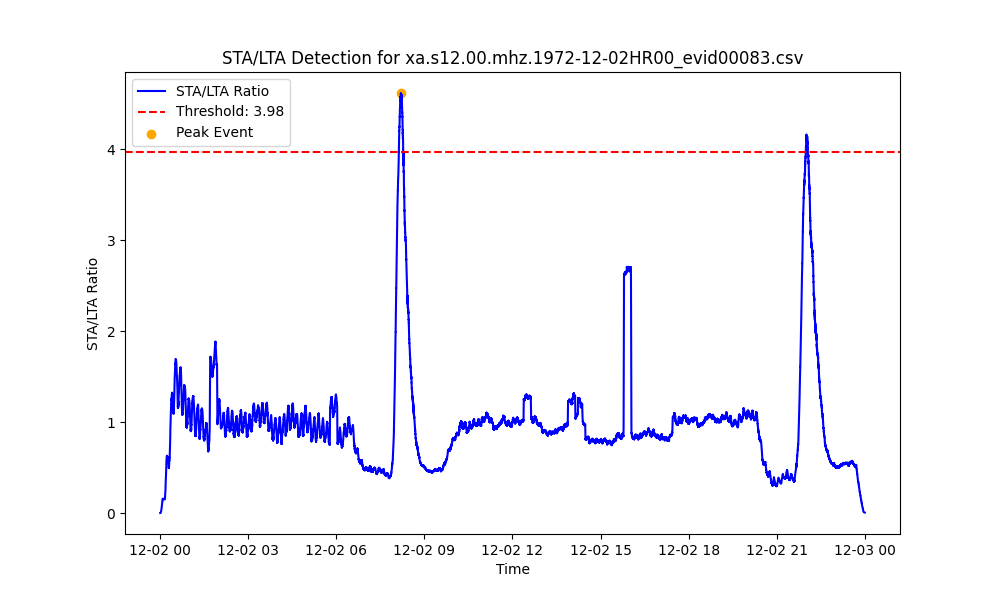 STA/LTA Detection for xa.s12.00.mhz.1972-12-02HR00_evid00083.csv
STA/LTA Ratio
Threshold: 3.98
Peak Event
STA/LTA Ratio
4
3
2
1
0
12-02 00 12-02 03 12-02 06 12-02 09 12-02 12 12-02 15 12-02 18 12-02 21 12-03 00
Time